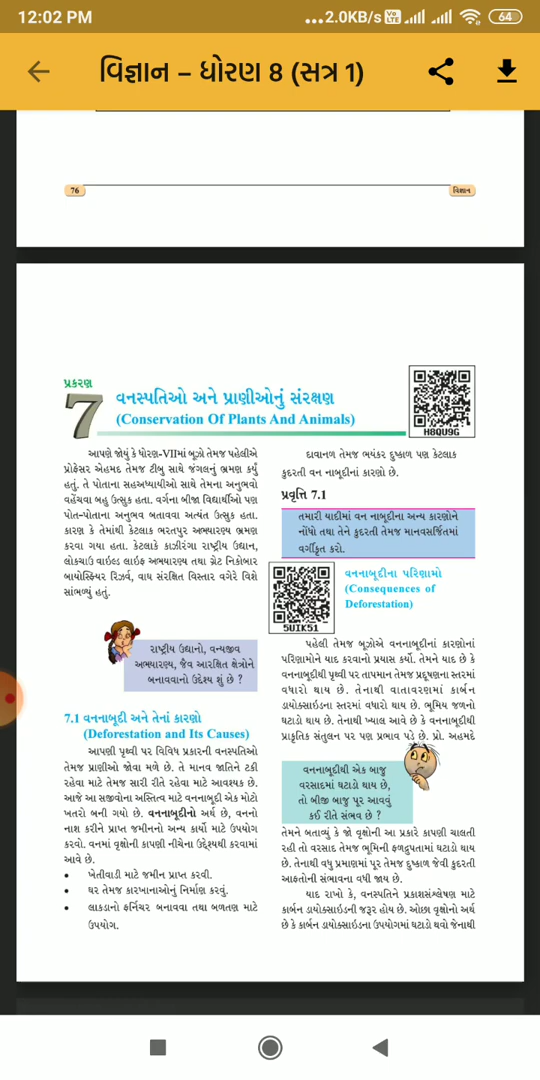 12:02 PM
...2.0KB/s
64
વિજ્ઞાન – ધોરણ 8 (સત્ર 1)
76
વિજ્ઞાન
પ્રકરણ
7
વનસ્પતિઓ અને પ્રાણીઓનું સંરક્ષણ
(Conservation Of Plants And Animals)
H8QU9G
આપણે જોયું કે ધોરણ-VIIમાં બૂઝો તેમજ પહેલીએ
પ્રોફેસર એહમદ તેમજ ટીબુ સાથે જંગલનું ભ્રમણ કર્યું
હતું. તે પોતાના સહઅધ્યાયીઓ સાથે તેમના અનુભવો
વહેંચવા બહુ ઉત્સુક હતા. વર્ગના બીજા વિદ્યાર્થીઓ પણ
પોત-પોતાના અનુભવ બતાવવા અત્યંત ઉત્સુક હતા.
કારણ કે તેમાંથી કેટલાક ભરતપુર અભયારણ્ય ભ્રમણ
કરવા ગયા હતા. કેટલાકે કાઝીરંગા રાષ્ટ્રીય ઉદ્યાન,
લોકચાઉ વાઇલ્ડ લાઇફ અભયારણ્ય તથા ગ્રેટ નિકોબાર
બાયોસ્ફિયર રિઝર્વ, વાઘ સંરક્ષિત વિસ્તાર વગેરે વિશે
સાંભળ્યું હતું.
રાષ્ટ્રીય ઉદ્યાનો, વન્યજીવ
અભયારણ્ય, જૈવ આરક્ષિત ક્ષેત્રોને
બનાવવાનો ઉદ્દેશ્ય શું છે ?
7.1 વનનાબૂદી અને તેનાં કારણો
(Deforestation and Its Causes)
આપણી પૃથ્વી પર વિવિધ પ્રકારની વનસ્પતિઓ
તેમજ પ્રાણીઓ જોવા મળે છે. તે માનવ જાતિને ટકી
રહેવા માટે તેમજ સારી રીતે રહેવા માટે આવશ્યક છે.
આજે આ સજીવોના અસ્તિત્વ માટે વનનાબૂદી એક મોટો
ખતરો બની ગયો છે. વનનાબૂદીનો અર્થ છે, વનનો
નાશ કરીને પ્રાપ્ત જમીનનો અન્ય કાર્યો માટે ઉપયોગ
કરવો. વનમાં વૃક્ષોની કાપણી નીચેના ઉદ્દેશથી કરવામાં
આવે છે.
• ખેતીવાડી માટે જમીન પ્રાપ્ત કરવી.
• ઘર તેમજ કારખાનાઓનું નિર્માણ કરવું.
• લાકડાનો ફર્નિચર બનાવવા તથા બળતણ માટે
ઉપયોગ.
દાવાનળ તેમજ ભયંકર દુષ્કાળ પણ કેટલાક
કુદરતી વન નાબૂદીનાં કારણો છે.
પ્રવૃત્તિ 7.1
તમારી યાદીમાં વન નાબૂદીના અન્ય કારણોને
નોંધો તથા તેને કુદરતી તેમજ માનવસર્જિતમાં
વર્ગીકૃત કરો.
5UIK51
વનનાબૂદીના પરિણામો
(Consequences of
Deforestation)
પહેલી તેમજ બૂઝોએ વનનાબૂદીનાં કારણોનાં
પરિણામોને યાદ કરવાનો પ્રયાસ કર્યો. તેમને યાદ છે કે
વનનાબૂદીથી પૃથ્વી પર તાપમાન તેમજ પ્રદૂષણના સ્તરમાં
વધારો થાય છે. તેનાથી વાતાવરણમાં કાર્બન
ડાયોક્સાઇડના સ્તરમાં વધારો થાય છે. ભૂમિય જળનો
ઘટાડો થાય છે. તેનાથી ખ્યાલ આવે છે કે વનનાબૂદીથી
પ્રાકૃતિક સંતુલન પર પણ પ્રભાવ પડે છે. પ્રો. અહમદે
વનનાબૂદીથી એક બાજુ
વરસાદમાં ઘટાડો થાય છે,
તો બીજી બાજુ પૂર આવવું
કઈ રીતે સંભવ છે ?
તેમને બતાવ્યું કે જો વૃક્ષોની આ પ્રકારે કાપણી ચાલતી
રહી તો વરસાદ તેમજ ભૂમિની ફળદ્રુપતામાં ઘટાડો થાય
છે. તેનાથી વધુ પ્રમાણમાં પૂર તેમજ દુષ્કાળ જેવી કુદરતી
આફતોની સંભાવના વધી જાય છે.
યાદ રાખો કે, વનસ્પતિને પ્રકાશસંશ્લેષણ માટે
કાર્બન ડાયોક્સાઇડની જરૂર હોય છે. ઓછા વૃક્ષોનો અર્થ
છે કે કાર્બન ડાયોક્સાઇડના ઉપયોગમાં ઘટાડો થવો જેનાથી